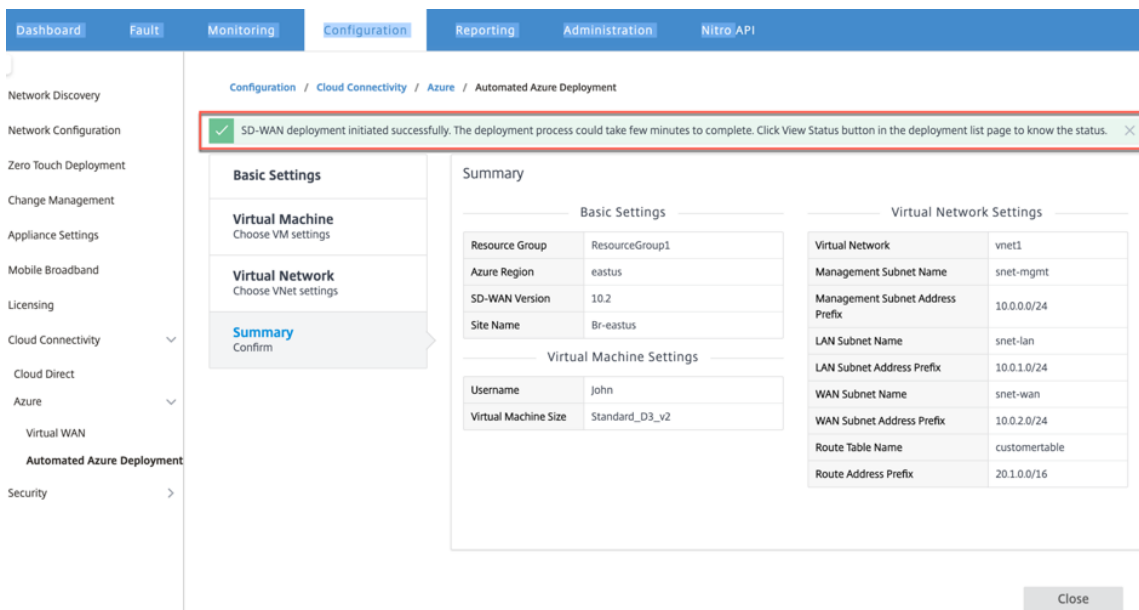 Dashboard Fault Monitoring Configuration Reporting Administration Nitro API
Network Discovery
Network Configuration
Zero Touch Deployment
Change Management
Appliance Settings
Mobile Broadband
Licensing
Cloud Connectivity
Cloud Direct
Azure
Virtual WAN
Automated Azure Deployment
Security
Configuration / Cloud Connectivity / Azure / Automated Azure Deployment
SD-WAN deployment initiated successfully. The deployment process could take few minutes to complete. Click View Status button in the deployment list page to know the status.
Basic Settings
Virtual Machine
Choose VM settings
Virtual Network
Choose VNet settings
Summary
Confirm
Summary
Basic Settings
Resource Group ResourceGroup1
Azure Region eastus
SD-WAN Version 10.2
Site Name Br-eastus
Virtual Machine Settings
Username John
Virtual Machine Size Standard_D3_v2
Virtual Network Settings
Virtual Network vnet1
Management Subnet Name snet-mgmt
Management Subnet Address
Prefix 10.0.0.0/24
LAN Subnet Name snet-lan
LAN Subnet Address Prefix 10.0.1.0/24
WAN Subnet Name snet-wan
WAN Subnet Address Prefix 10.0.2.0/24
Route Table Name customertable
Route Address Prefix 20.1.0.0/16
Close